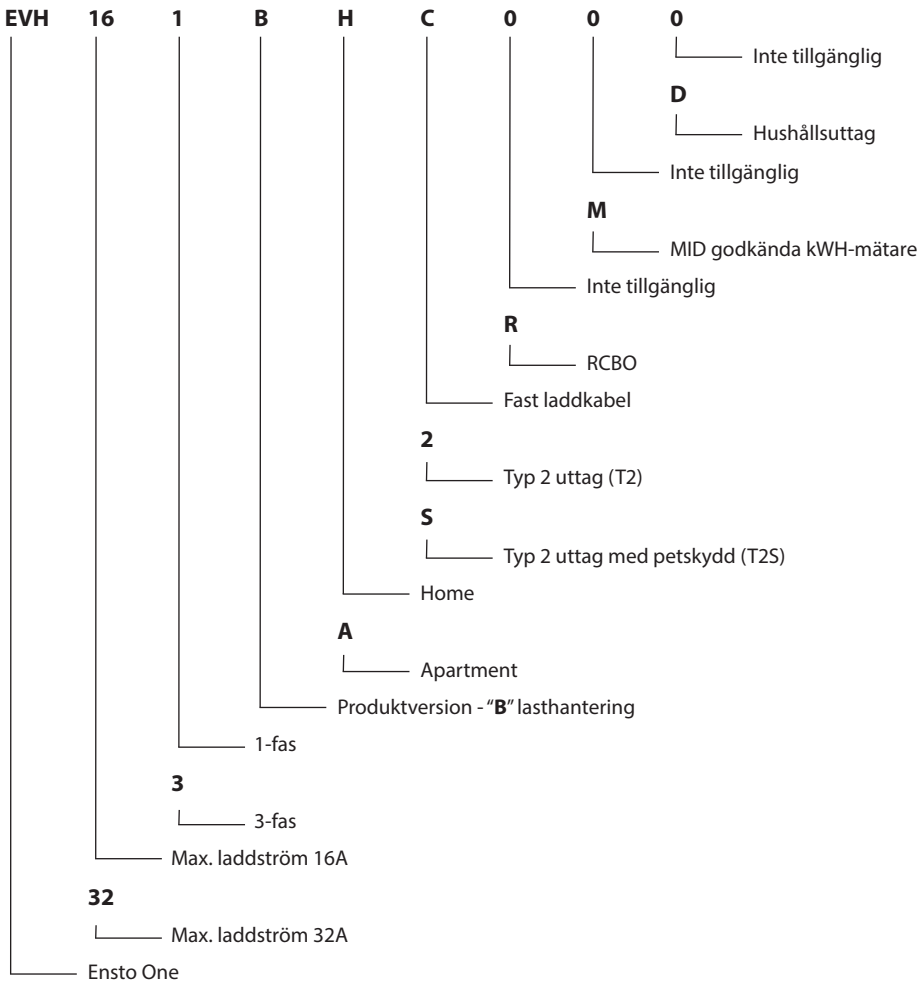 EVH 16 1 B H C 0 0 0
Inte tillgänglig
D
Hushållsuttag
Inte tillgänglig
M
MID godkända kWH-mätare
Inte tillgänglig
R
RCBO
Fast laddkabel
2
Typ 2 uttag (T2)
S
Typ 2 uttag med petskydd (T2S)
Home
A
Apartment
Produktversion - “B” lasthantering
1-fas
3
3-fas
Max. laddström 16A
32
Max. laddström 32A
Ensto One